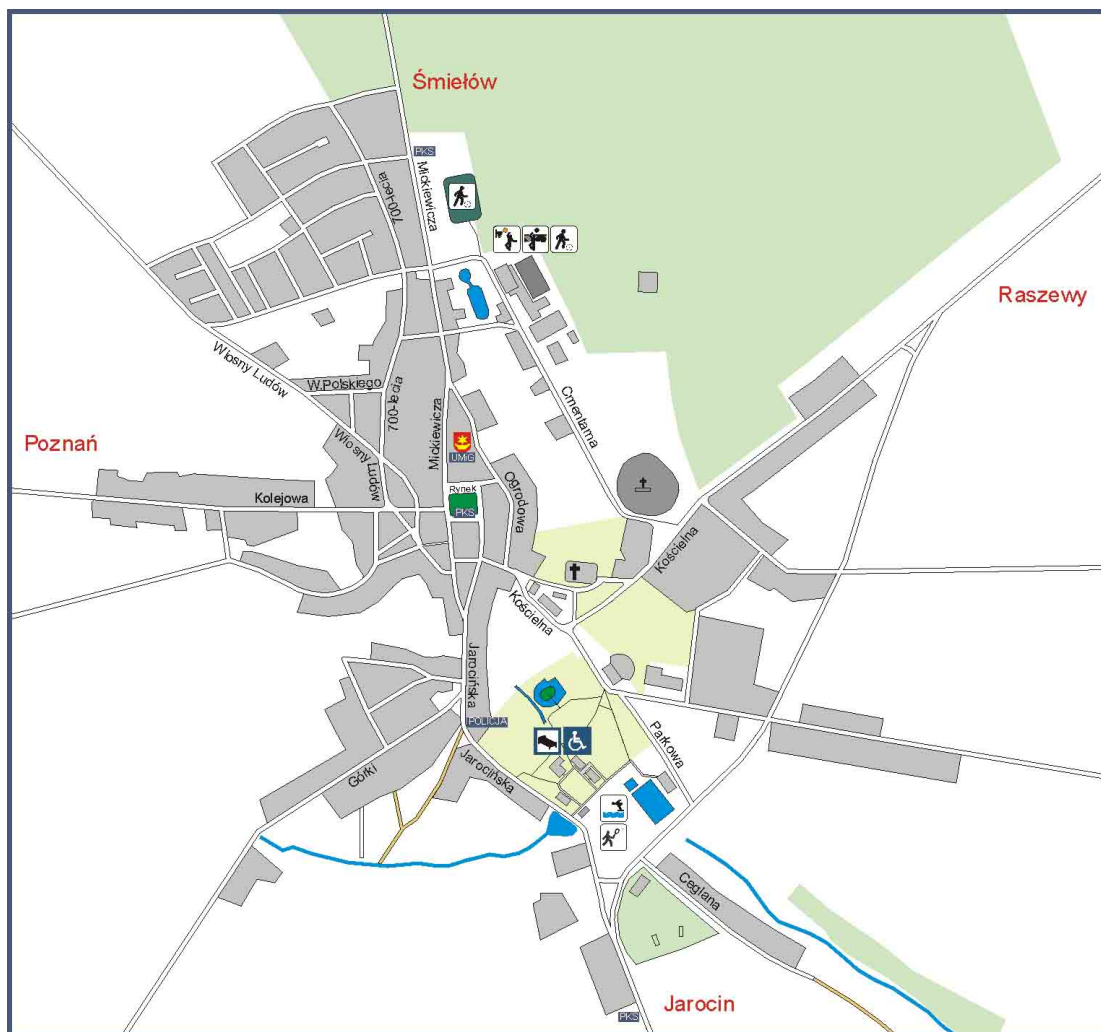 Śmiełów
PKS
Mickiewicza
700-lecia
Raszewy
Wiosny Ludów
W.Polskiego
Cmentarna
700-lecia
Mickiewicza
Poznań
UMiG
Wiosny Ludów
Kolejowa
Rynek
PKS
Ogrodowa
Kościelna
Kościelna
Jarocińska
POLICJA
Parkowa
Górki
Jarocińska
Ceglana
Jarocin
PKS